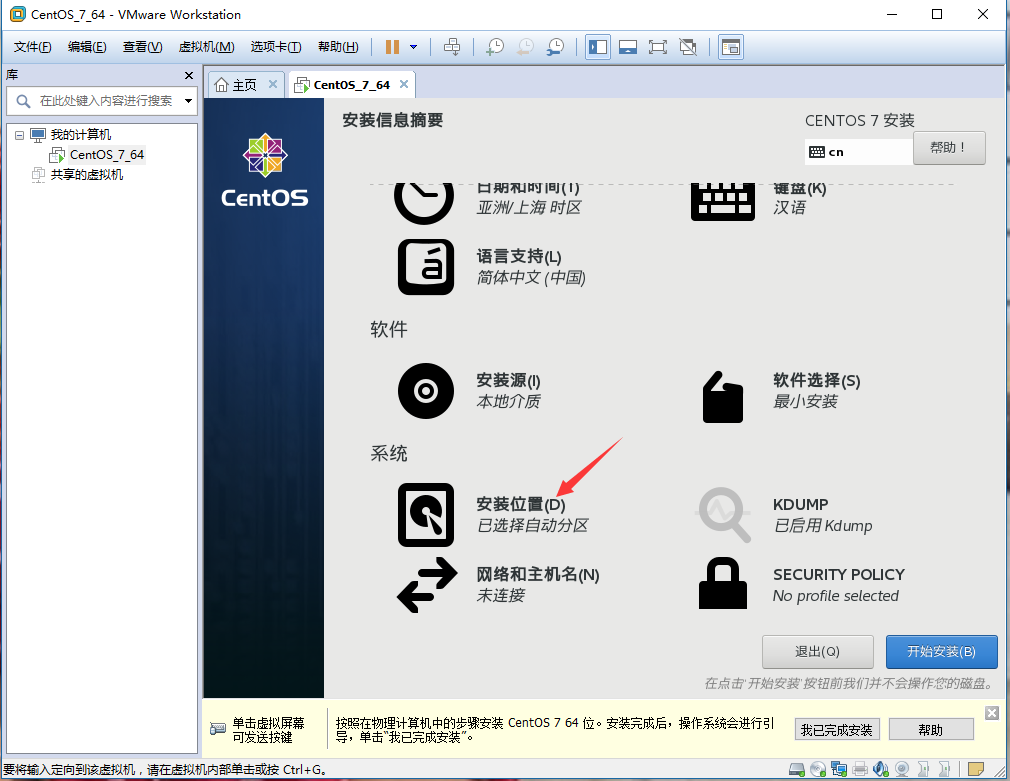 CentOS_7_64 - VMware Workstation
文件(F) 编辑(E) 查看(V) 虚拟机(M) 选项卡(T) 帮助(H)
库
在此处键入内容进行搜索
我的计算机
CentOS_7_64
共享的虚拟机
主页 CentOS_7_64
CentOS
安装信息摘要
CENTOS 7 安装
cn
帮助！
日期和时间(T)
亚洲/上海 时区
键盘(K)
汉语
语言支持(L)
简体中文 (中国)
软件
安装源(I)
本地介质
软件选择(S)
最小安装
系统
安装位置(D)
已选择自动分区
KDUMP
已启用 Kdump
网络和主机名(N)
未连接
SECURITY POLICY
No profile selected
退出(Q)
开始安装(B)
在点击'开始安装'按钮前我们并不会操作您的磁盘。
单击虚拟屏幕
可发送按键
按照在物理计算机中的步骤安装 CentOS 7 64 位。安装完成后，操作系统会进行引
导，单击“我已完成安装”。
我已完成安装
帮助
要将输入定向到该虚拟机，请在虚拟机内部单击或按 Ctrl+G。